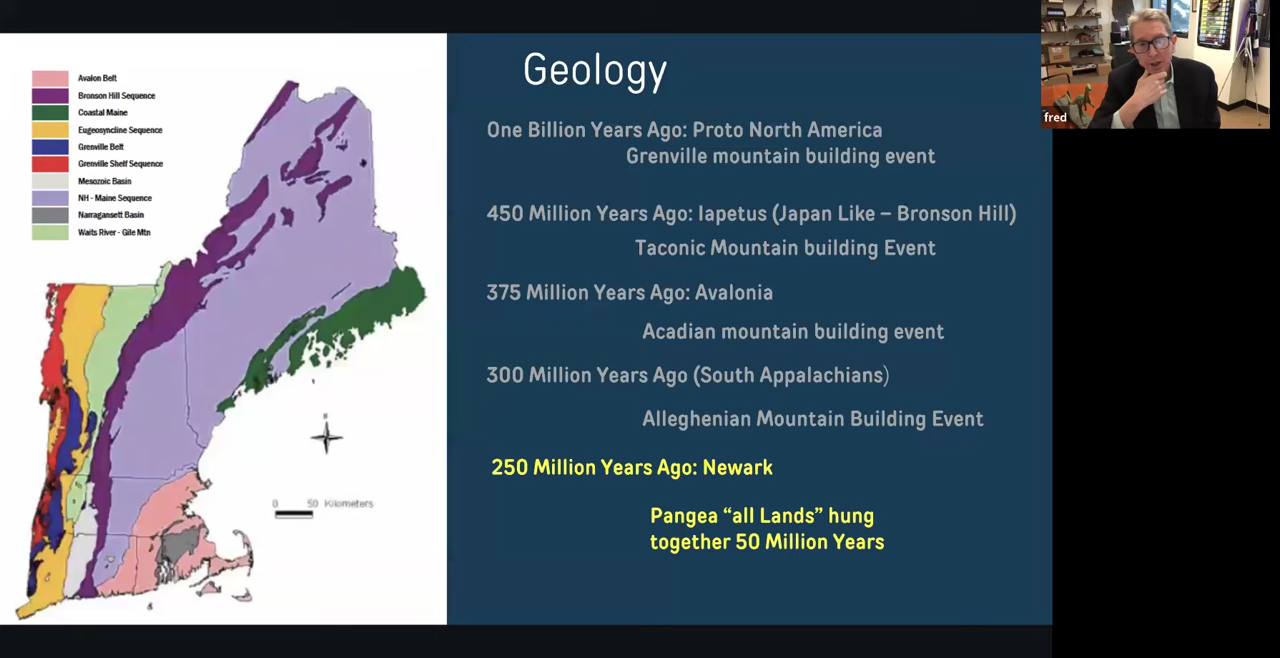 Geology
One Billion Years Ago: Proto North America
Grenville mountain building event
450 Million Years Ago: Iapetus (Japan Like – Bronson Hill)
Taconic Mountain building Event
375 Million Years Ago: Avalonia
Acadian mountain building event
300 Million Years Ago (South Appalachians)
Alleghenian Mountain Building Event
250 Million Years Ago: Newark
Pangea “all Lands” hung
together 50 Million Years
Avalon Belt
Bronson Hill Sequence
Coastal Maine
Eugeosyncline Sequence
Grenville Belt
Grenville Shelf Sequence
Mesozoic Basin
NH - Maine Sequence
Narragansett Basin
Waits River - Gile Mtn
0 50 Kilometers
fred